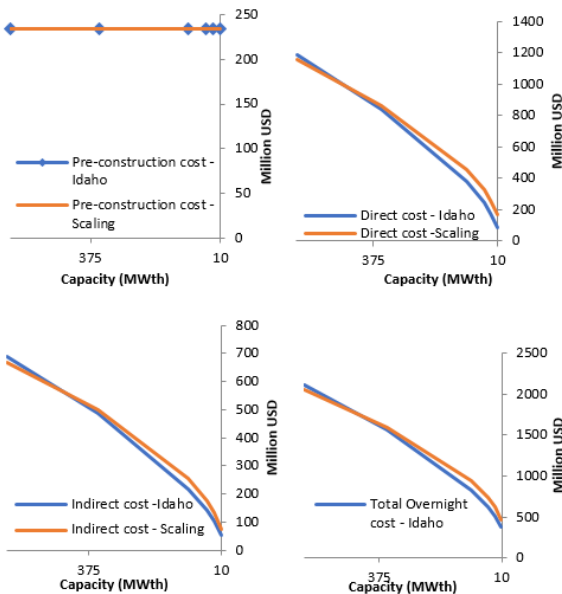 250
200
150
100
50
0
Million USD
Pre-construction cost -
Idaho
Pre-construction cost -
Scaling
375
10
Capacity (MWth)
1400
1200
1000
800
600
400
200
0
Million USD
Direct cost - Idaho
Direct cost -Scaling
375
10
Capacity (MWth)
800
700
600
500
400
300
200
100
0
Million USD
Indirect cost -Idaho
Indirect cost - Scaling
375
10
Capacity (MWth)
2500
2000
1500
1000
500
0
Million USD
Total Overnight
cost - Idaho
375
10
Capacity (MWth)